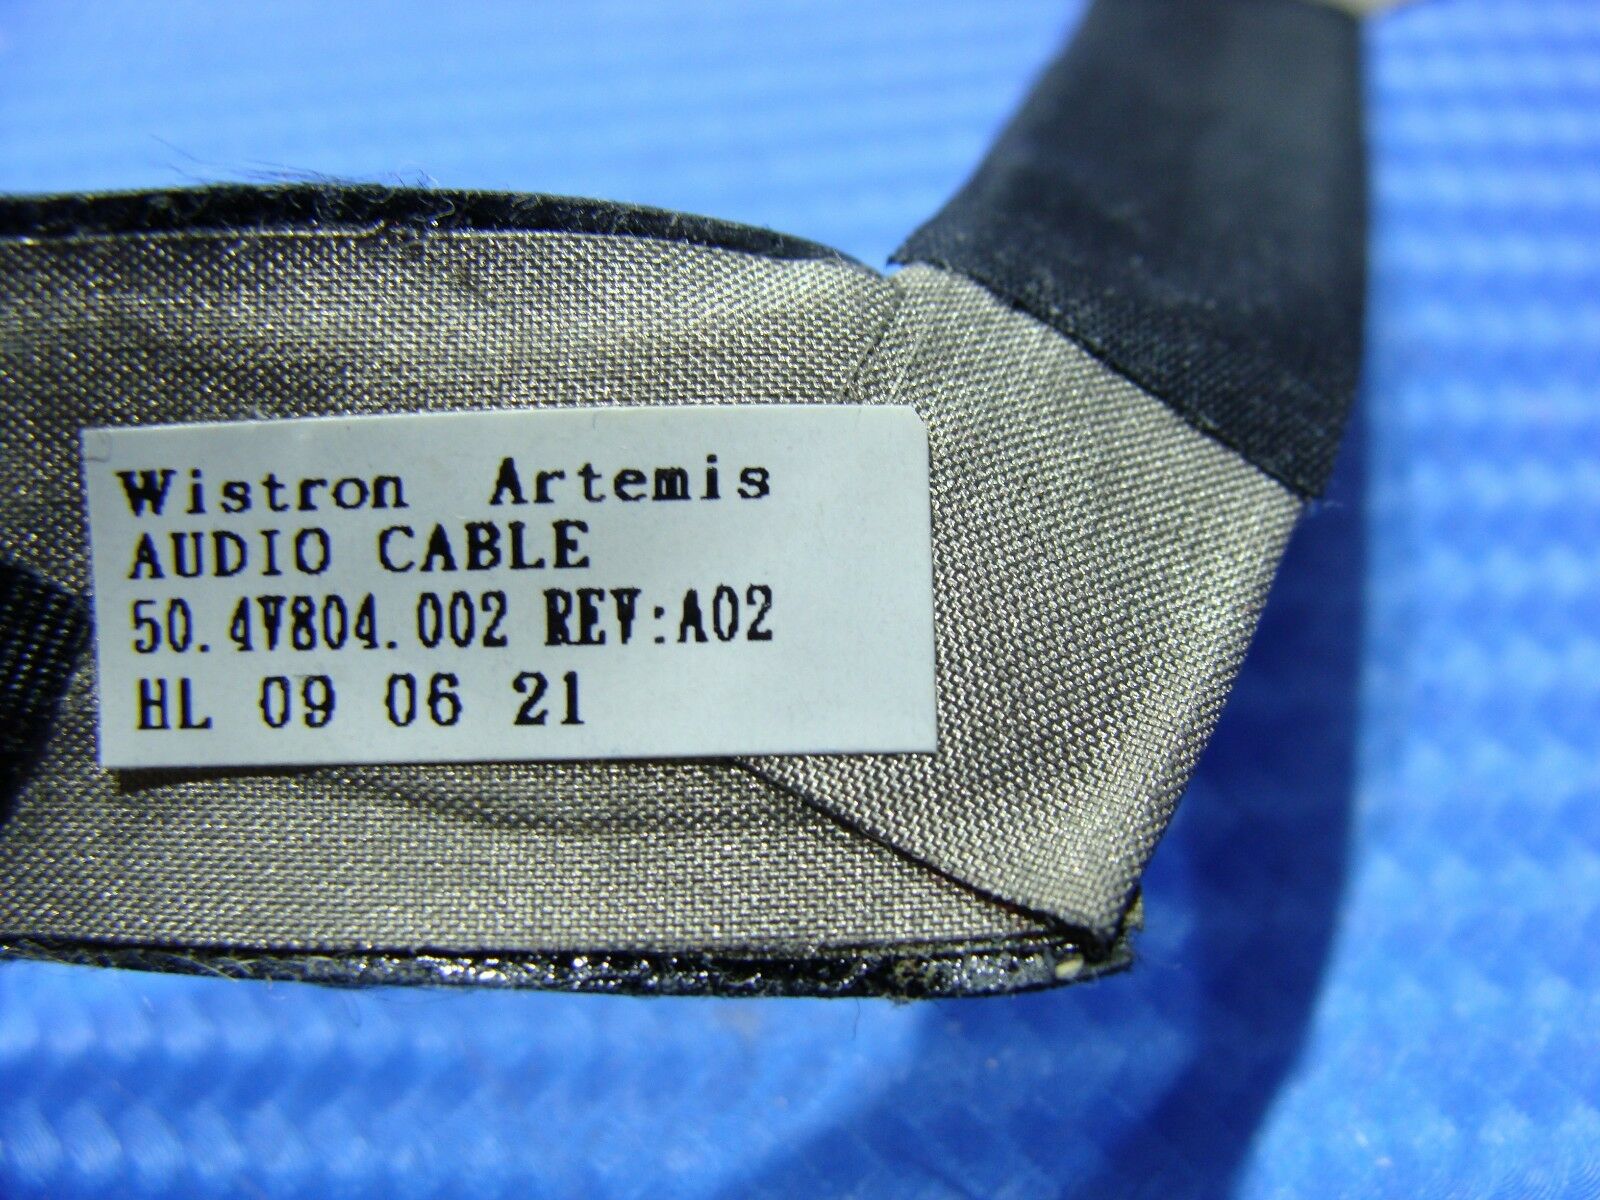 Wistron Artemis
AUDIO CABLE
50.4V804.002 REV:A02
HL 09 06 21